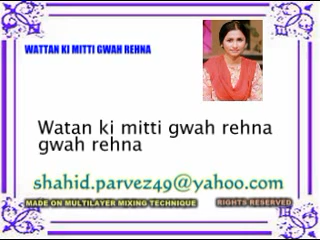 WATTAN KI MITTI GWAH REHNA
Watan ki mitti gwah rehna
gwah rehna
shahid.parvez49@yahoo.com
MADE ON MULTILAYER MIXING TECHNIQUE RIGHTS RESERVED